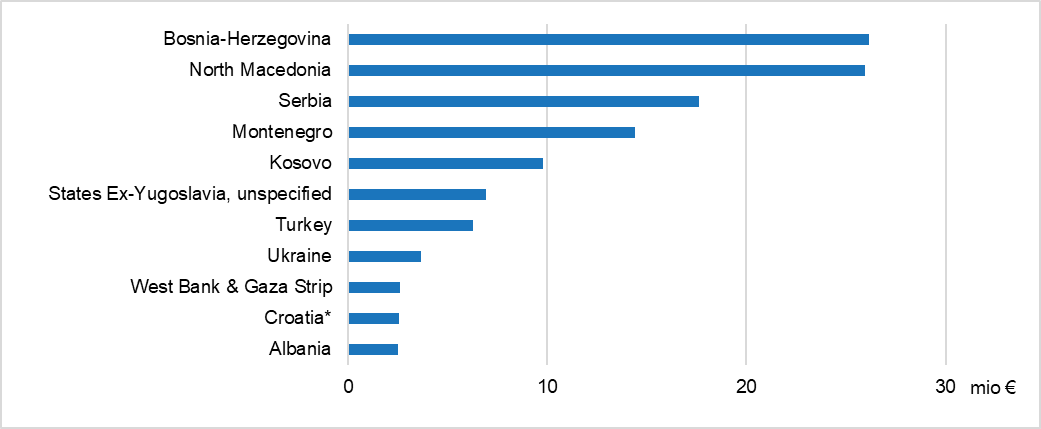 Bosnia-Herzegovina
North Macedonia
Serbia
Montenegro
Kosovo
States Ex-Yugoslavia, unspecified
Turkey
Ukraine
West Bank & Gaza Strip
Croatia*
Albania
0 10 20 30 mio €